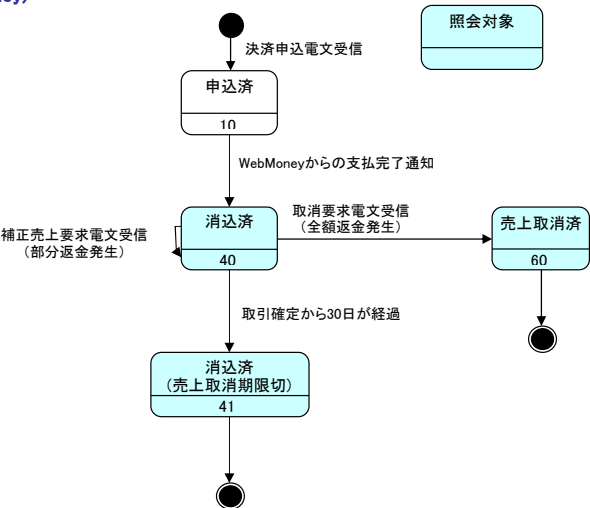 照会対象
決済申込電文受信
申込済
10
WebMoneyからの支払完了通知
補正売上要求電文受信
（部分返金発生）
消込済
40
取消要求電文受信
（全額返金発生）
売上取消済
60
取引確定から30日が経過
消込済
（売上取消期限切）
41